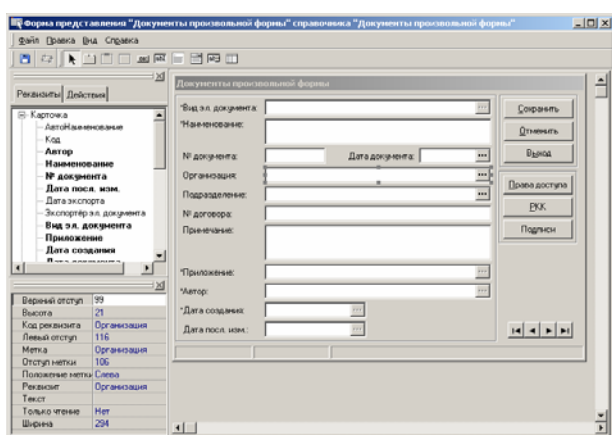 Форма представления "Документы произвольной формы" справочника "Документы произвольной формы"
Файл Правка Вид Справка
Реквизиты Действия
Карточка
АвтоНаименование
Код
Автор
Наименование
№ документа
Дата посл. изм.
Дата экспорта
Экспортёр эл. документа
Вид эл. документа
Приложение
Дата создания
Дата документа
Верхний отступ 99
Высота 21
Код реквизита Организация
Левый отступ 116
Метка Организация
Отступ метки 106
Положение метки Слева
Реквизит Организация
Текст
Только чтение Нет
Ширина 294
Документы произвольной формы
*Вид эл. документа:
*Наименование:
№ документа: Дата документа:
Организация:
Подразделение:
№ договора:
Примечание:
*Приложение:
*Автор:
*Дата создания:
Дата посл. изм.:
Сохранить
Отменить
Выход
Права доступа
РКК
Подписи